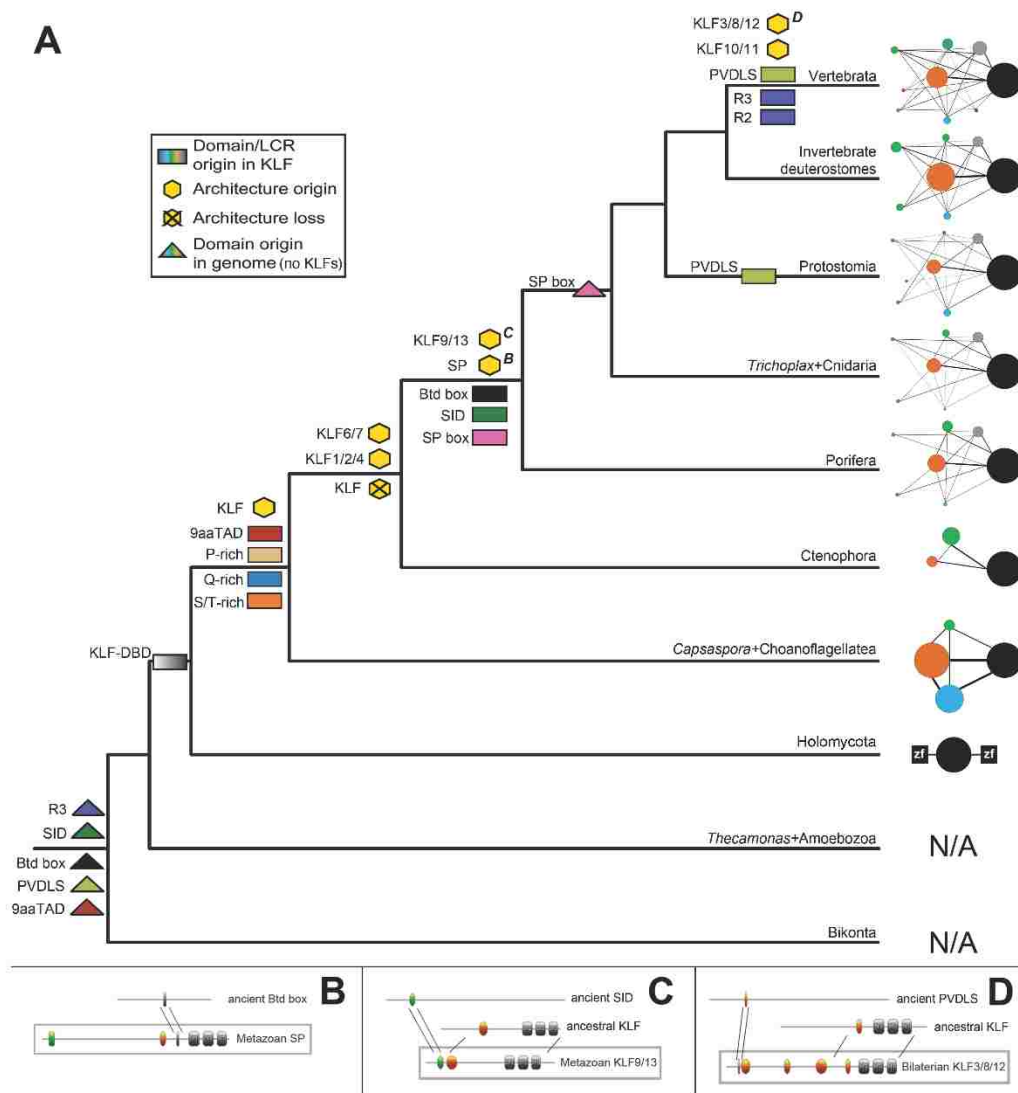 A
KLF3/8/12
D
KLF10/11
PVDLS
Vertebrata
R3
R2
Domain/LCR
origin in KLF
Architecture origin
Architecture loss
Domain origin
in genome (no KLFs)
Invertebrate
deuterostomes
PVDLS
Protostomia
SP box
KLF9/13
C
SP
B
Trichoplax+Cnidaria
Btd box
SID
SP box
KLF6/7
KLF1/2/4
KLF
Porifera
KLF
9aaTAD
P-rich
Q-rich
S/T-rich
Ctenophora
KLF-DBD
Capsaspora+Choanoflagellatea
Holomycota
zf
zf
R3
SID
Btd box
PVDLS
9aaTAD
Thecamonas+Amoebozoa
N/A
Bikonta
N/A
B
ancient Btd box
Metazoan SP
C
ancient SID
ancestral KLF
Metazoan KLF9/13
D
ancient PVDLS
ancestral KLF
Bilaterian KLF3/8/12